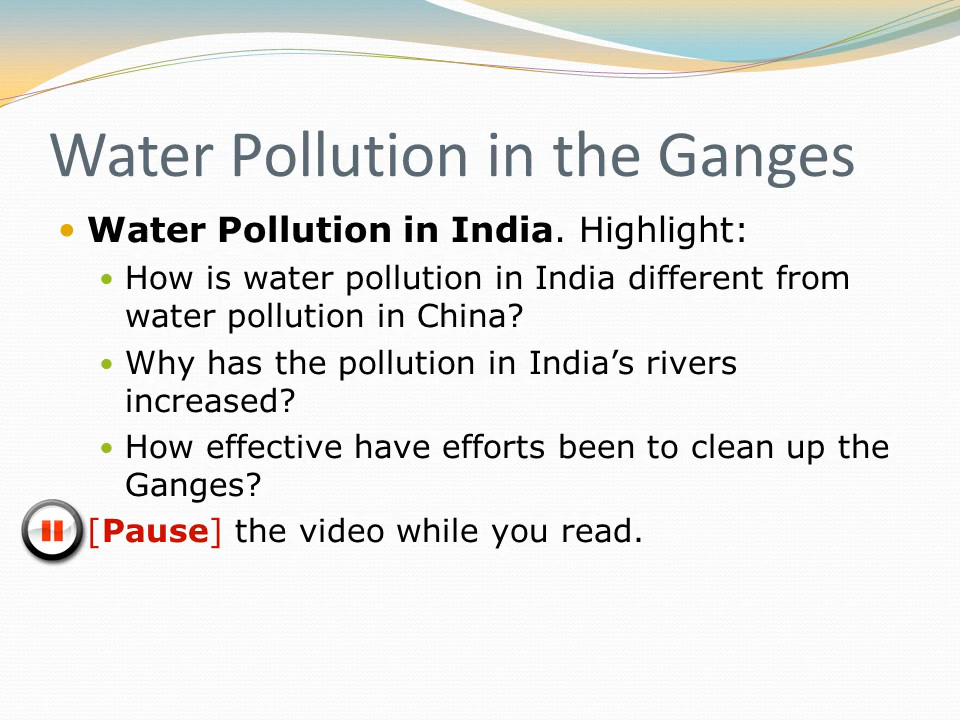 Water Pollution in the Ganges
Water Pollution in India. Highlight:
How is water pollution in India different from
water pollution in China?
Why has the pollution in India’s rivers
increased?
How effective have efforts been to clean up the
Ganges?
[Pause] the video while you read.